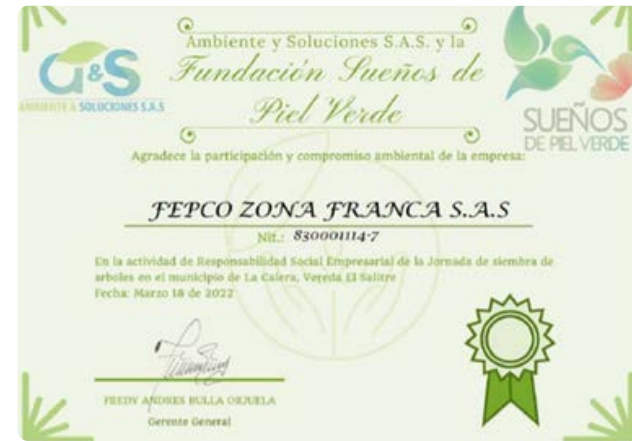 Ambiente y Soluciones S.A.S. y la
Fundación Sueños de
Piel Verde
G&S
AMBIENTE & SOLUCIONES S.A.S
SUEÑOS
DE PIEL VERDE
Agradece la participación y compromiso ambiental de la empresa:
FEPCO ZONA FRANCA S.A.S
Nit.: 830001114-7
En la actividad de Responsabilidad Social Empresarial de la Jornada de siembra de
arboles en el municipio de La Calera, Vereda El Salitre
Fecha: Marzo 18 de 2022
FREDY ANDRES BULLA ORJUELA
Gerente General